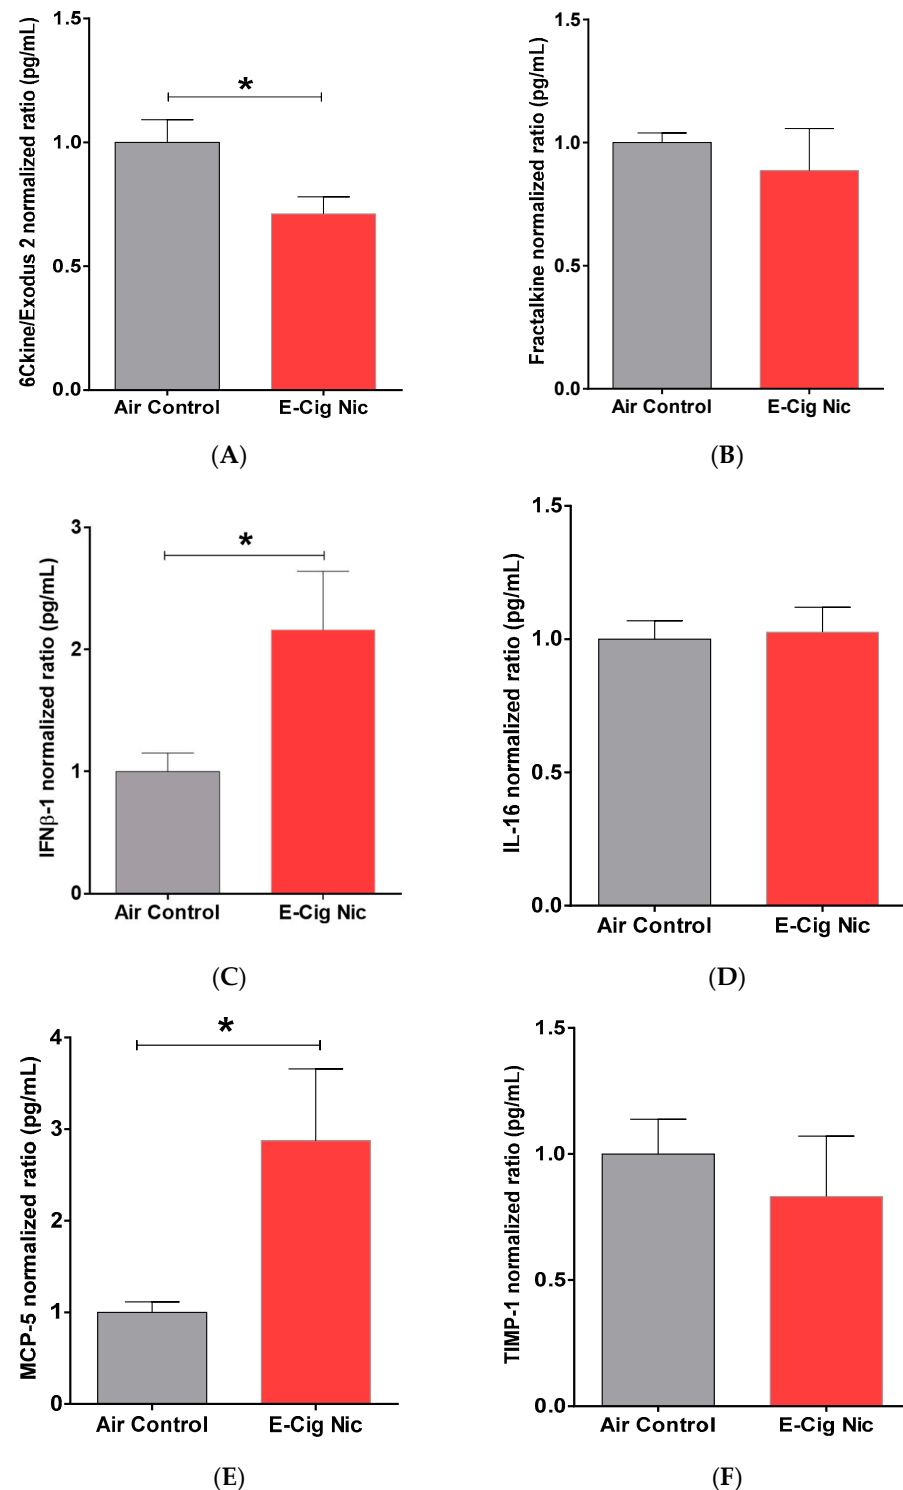 6Ckine/Exodus 2 normalized ratio (pg/mL)
1.5
1.0
0.5
0.0
*
Air Control E-Cig Nic
(A)
Fractalkine normalized ratio (pg/mL)
1.5
1.0
0.5
0.0
Air Control E-Cig Nic
(B)
IFNβ-1 normalized ratio (pg/mL)
3
2
1
0
*
Air Control E-Cig Nic
(C)
IL-16 normalized ratio (pg/mL)
1.5
1.0
0.5
0.0
Air Control E-Cig Nic
(D)
MCP-5 normalized ratio (pg/mL)
4
3
2
1
0
*
Air Control E-Cig Nic
(E)
TIMP-1 normalized ratio (pg/mL)
1.5
1.0
0.5
0.0
Air Control E-Cig Nic
(F)